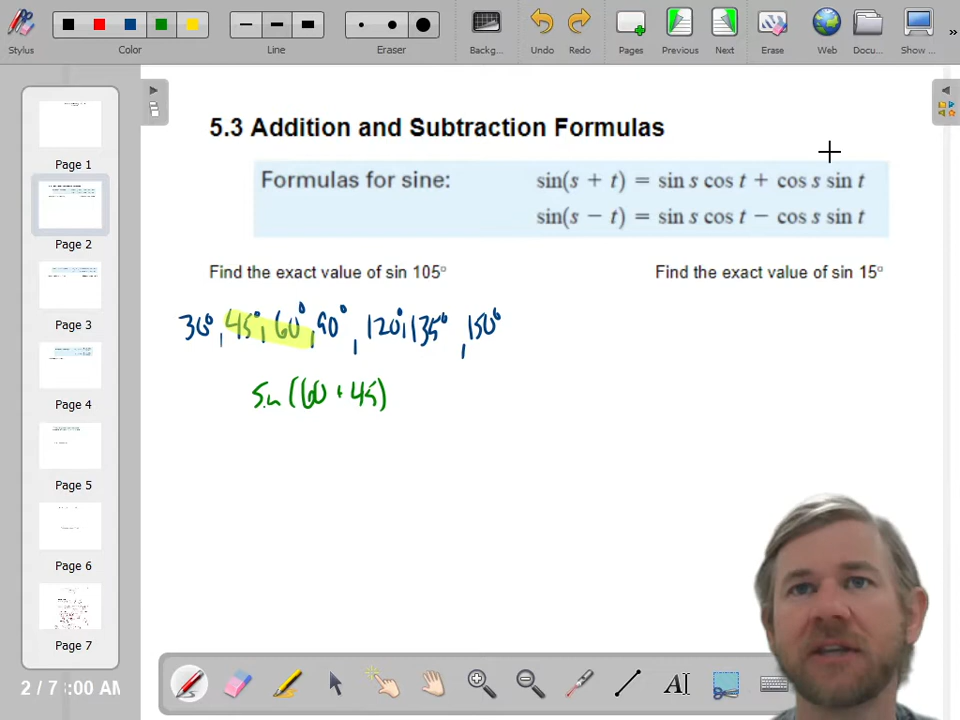 Stylus
Color
Line
Eraser
Backg...
Undo
Redo
Pages
Previous
Next
Erase
Web
Docu...
Show ...
»
Page 1
Page 2
Page 3
Page 4
Page 5
Page 6
Page 7
2 / 7
:00 AM
5.3 Addition and Subtraction Formulas
Formulas for sine: sin(s + t) = sin s cos t + cos s sin t
sin(s − t) = sin s cos t − cos s sin t
Find the exact value of sin 105° Find the exact value of sin 15°
30°, 45°, 60°, 90°, 120°, 135°, 150°
sin(60 + 45)